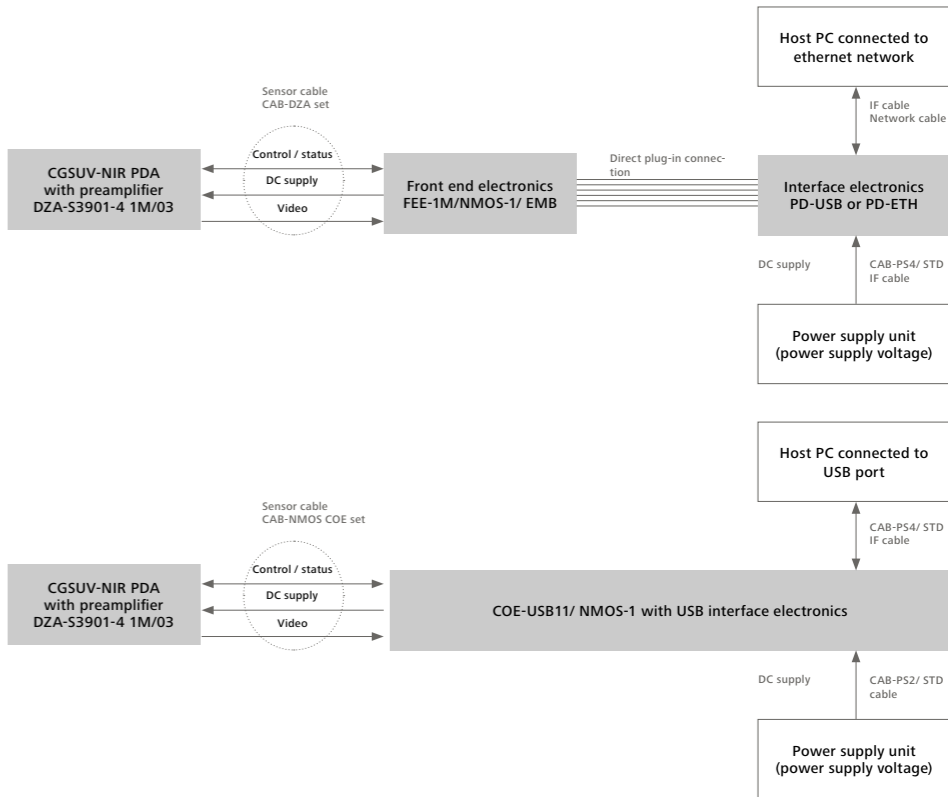 Host PC connected to
ethernet network
Sensor cable
CAB-DZA set
IF cable
Network cable
CGSUV-NIR PDA
with preamplifier
DZA-S3901-4 1M/03
Control / status
DC supply
Video
Front end electronics
FEE-1M/NMOS-1/ EMB
Direct plug-in connec-
tion
Interface electronics
PD-USB or PD-ETH
DC supply
CAB-PS4/ STD
IF cable
Power supply unit
(power supply voltage)
Host PC connected to
USB port
Sensor cable
CAB-NMOS COE set
CAB-PS4/ STD
IF cable
CGSUV-NIR PDA
with preamplifier
DZA-S3901-4 1M/03
Control / status
DC supply
Video
COE-USB11/ NMOS-1 with USB interface electronics
DC supply
CAB-PS2/ STD
cable
Power supply unit
(power supply voltage)